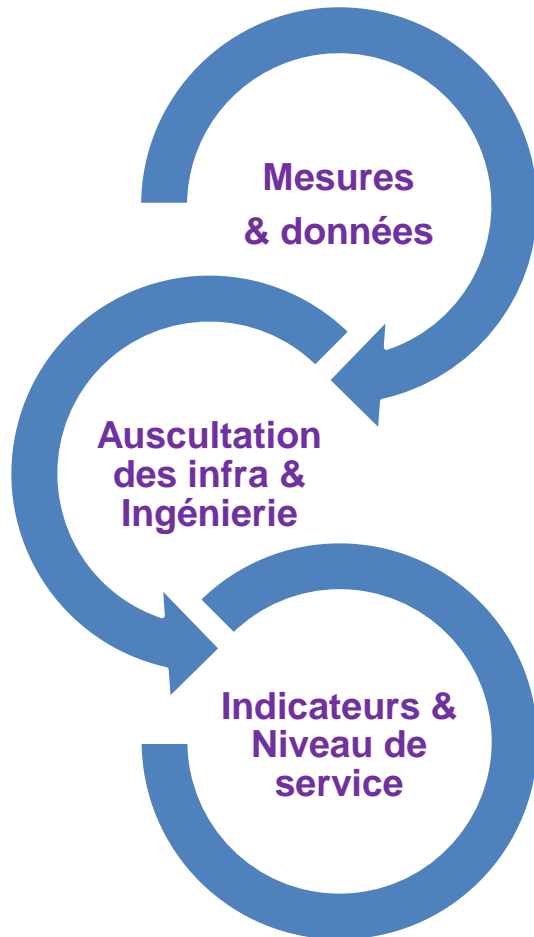 Mesures
& données
Auscultation
des infra &
Ingénierie
Indicateurs &
Niveau de
service